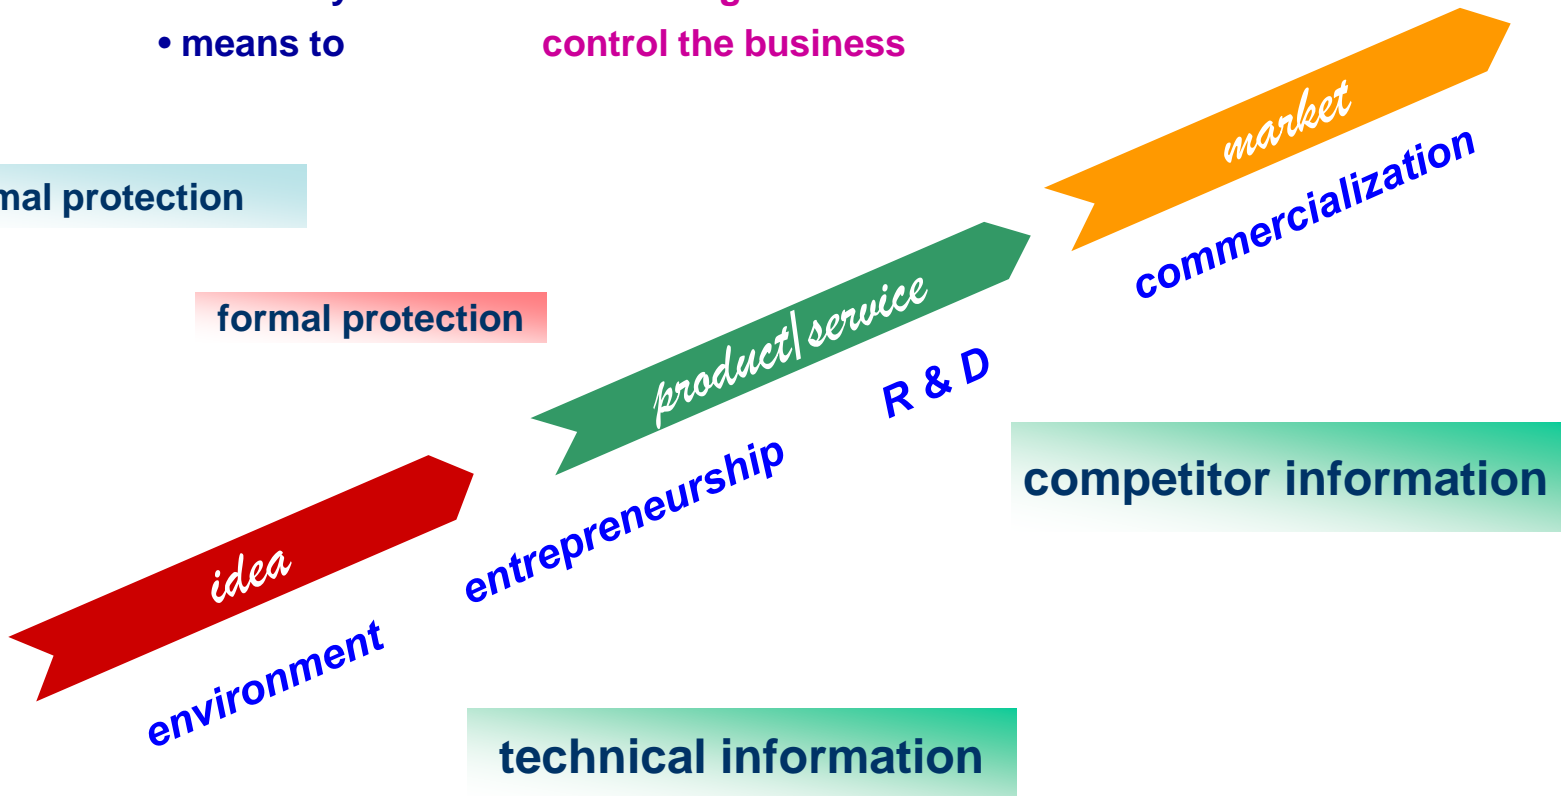 • means to control the business
market
commercialization
protection
formal protection
product|service
R & D
competitor information
idea
entrepreneurship
environment
technical information